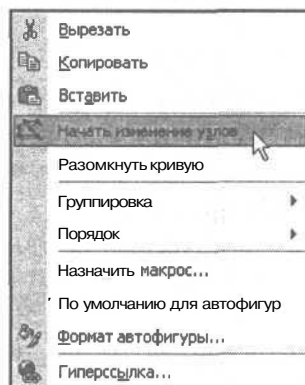 Вырезать
Копировать
Вставить
Начать изменение узлов
Разомкнуть кривую
Группировка
Порядок
Назначить макрос...
По умолчанию для автофигур
Формат автофигуры...
Гиперссылка...